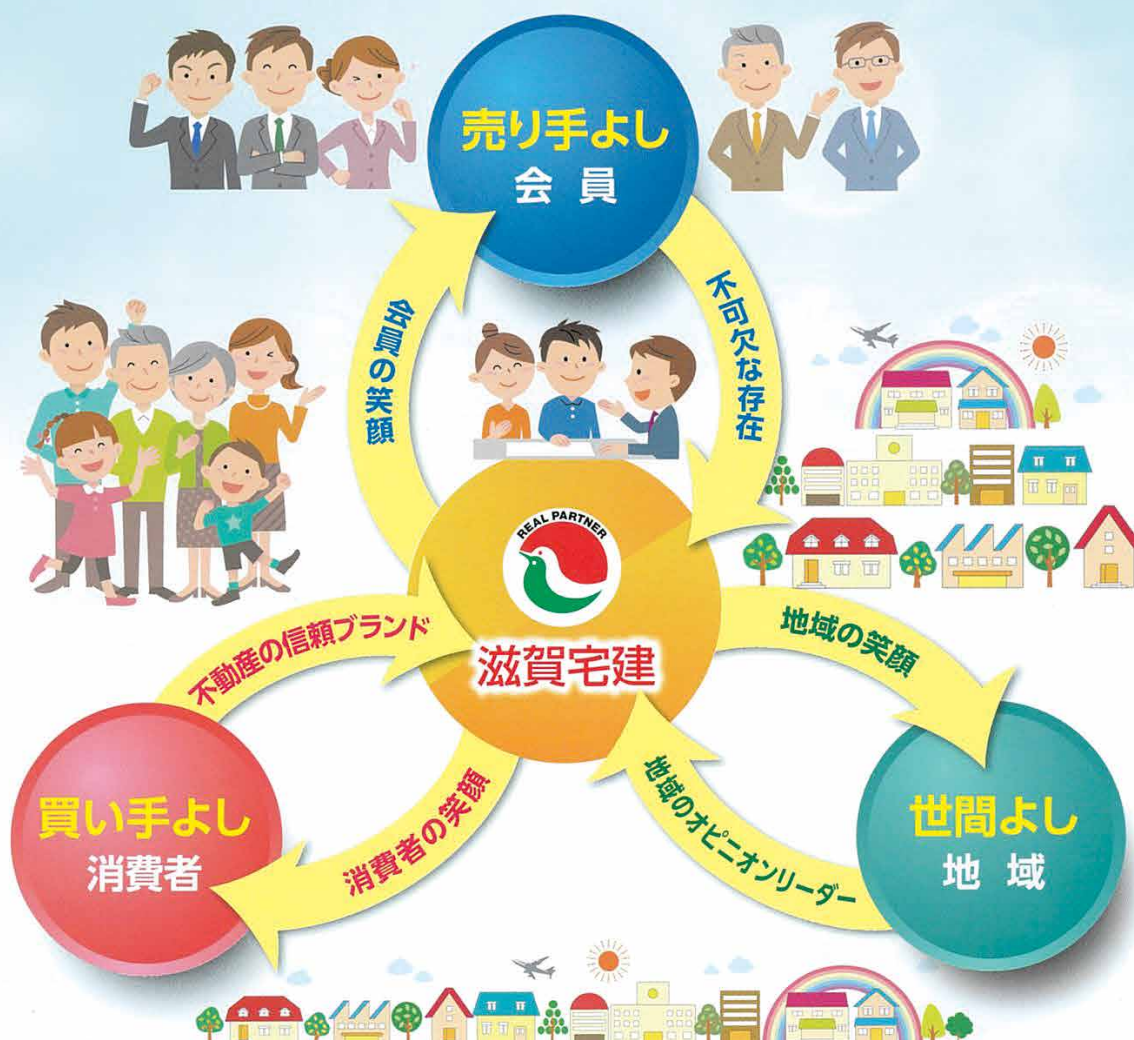 売り手よし
会員
会員の笑顔
不可欠な存在
REAL PARTNER
滋賀宅建
不動産の信頼ブランド
地域の笑顔
買い手よし
消費者
消費者の笑顔
地域のオピニオンリーダー
世間よし
地域